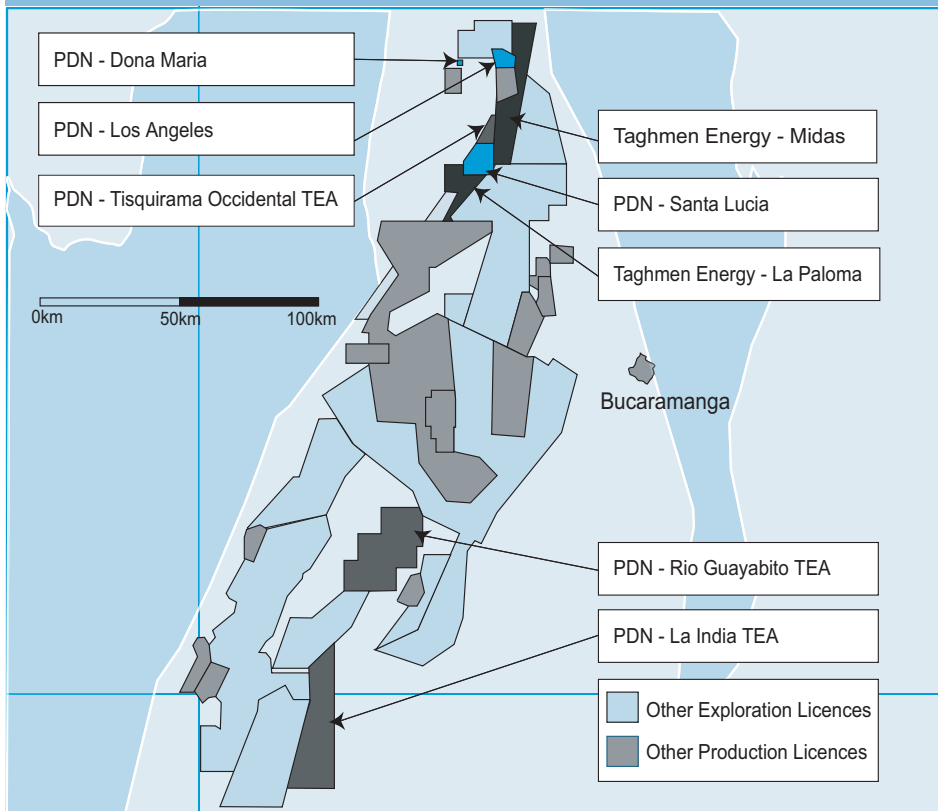 PDN - Dona Maria
PDN - Los Angeles
PDN - Tisquirama Occidental TEA
Taghmen Energy - Midas
PDN - Santa Lucia
Taghmen Energy - La Paloma
0km
50km
100km
Bucaramanga
PDN - Rio Guayabito TEA
PDN - La India TEA
Other Exploration Licences
Other Production Licences